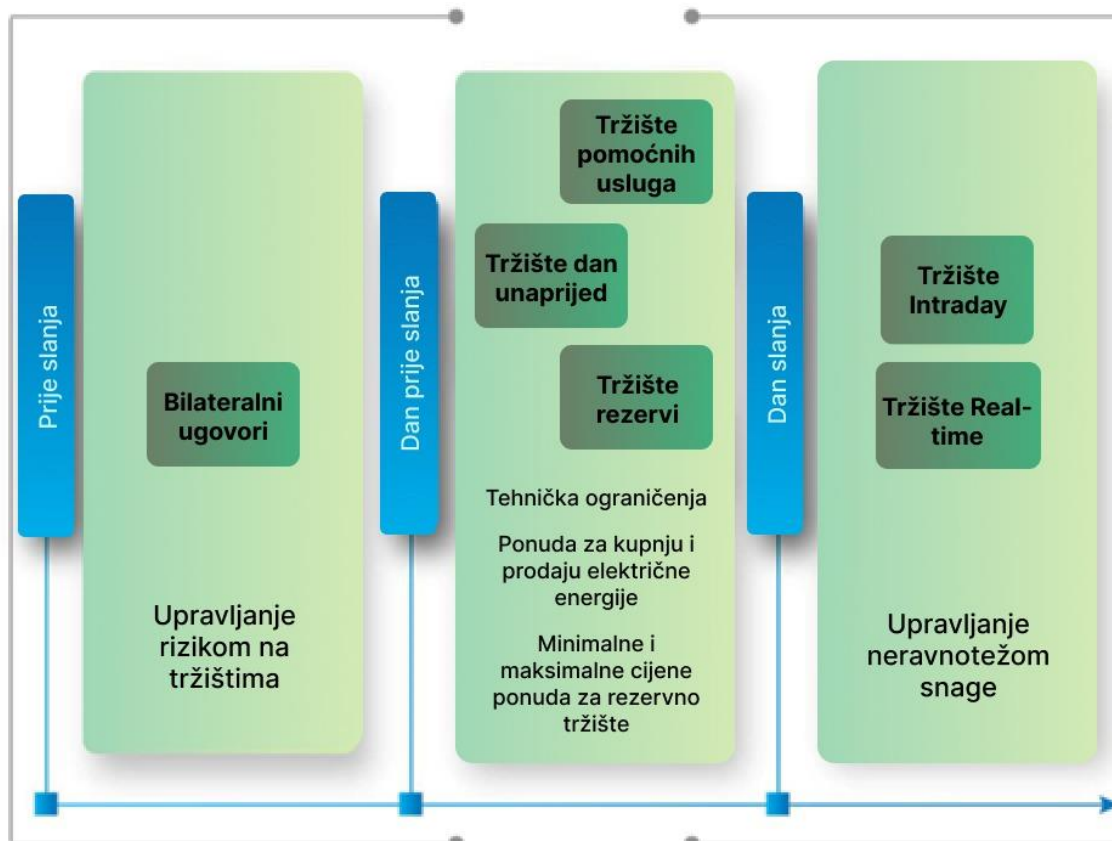 Prije slanja
Bilateralni
ugovori
Upravljanje
rizikom na
tržištima
Dan prije slanja
Tržište
pomoćnih
usluga
Tržište dan
unaprijed
Tržište
rezervi
Tehnička ograničenja
Ponuda za kupnju i
prodaju električne
energije
Minimalne i
maksimalne cijene
ponuda za rezervno
tržište
Dan slanja
Tržište
Intraday
Tržište Real-
time
Upravljanje
neravnotežom
snage